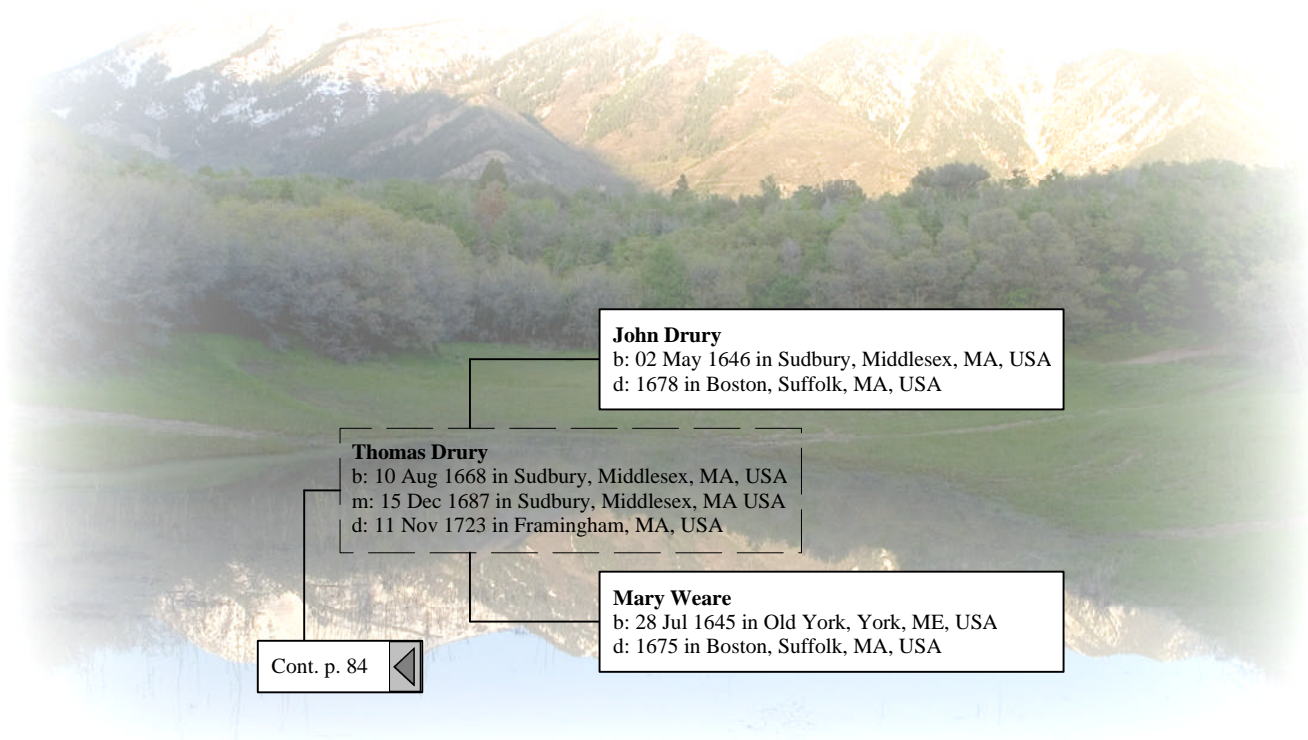 John Drury
b: 02 May 1646 in Sudbury, Middlesex, MA, USA
d: 1678 in Boston, Suffolk, MA, USA
Thomas Drury
b: 10 Aug 1668 in Sudbury, Middlesex, MA, USA
m: 15 Dec 1687 in Sudbury, Middlesex, MA USA
d: 11 Nov 1723 in Framingham, MA, USA
Mary Weare
b: 28 Jul 1645 in Old York, York, ME, USA
d: 1675 in Boston, Suffolk, MA, USA
Cont. p. 84